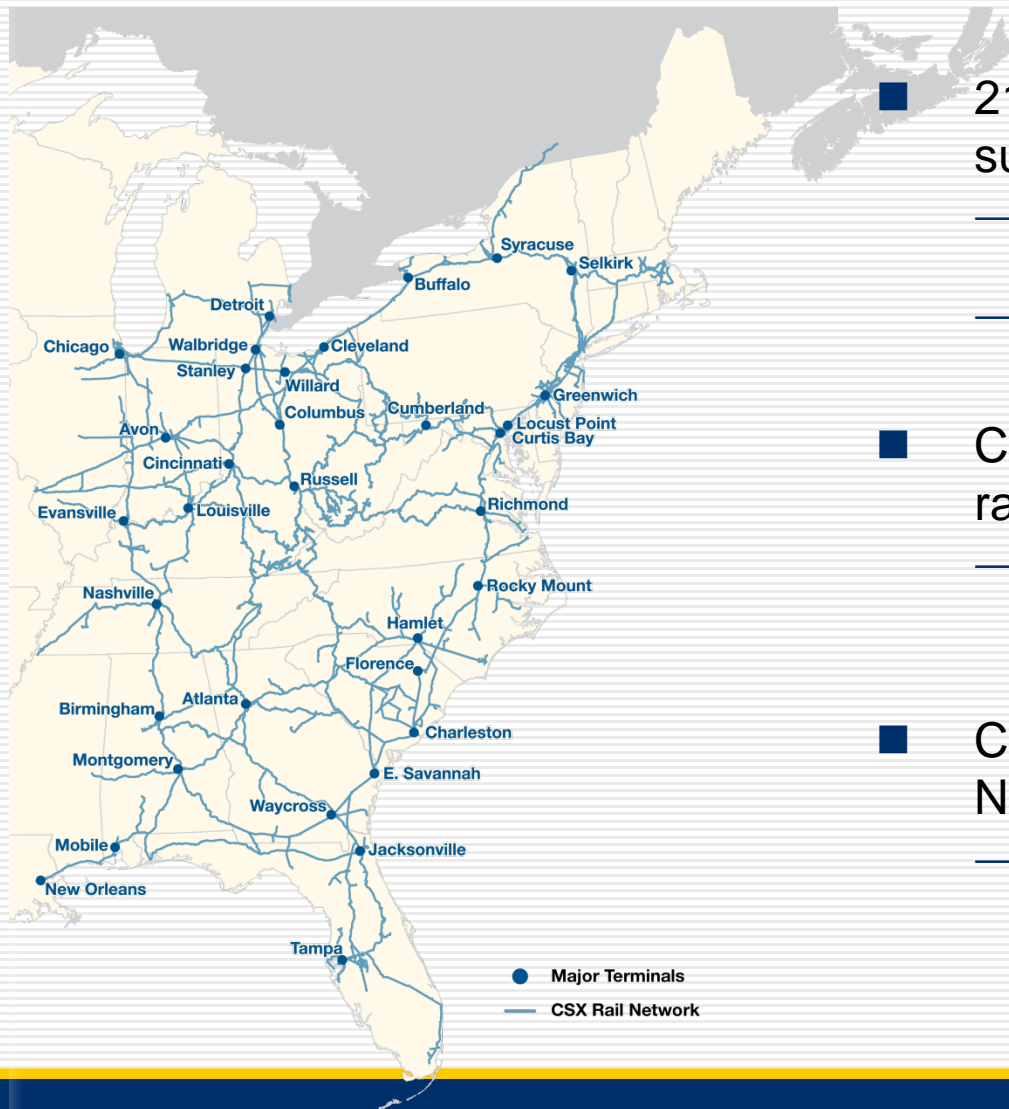 Syracuse
Selkirk
Buffalo
Detroit
Chicago
Walbridge
Cleveland
Stanley
Willard
Greenwich
Columbus
Cumberland
Locust Point
Avon
Curtis Bay
Cincinnati
Russell
Evansville
Louisville
Richmond
Nashville
Rocky Mount
Hamlet
Florence
Birmingham
Atlanta
Charleston
Montgomery
E. Savannah
Waycross
Mobile
Jacksonville
New Orleans
Tampa
Major Terminals
CSX Rail Network